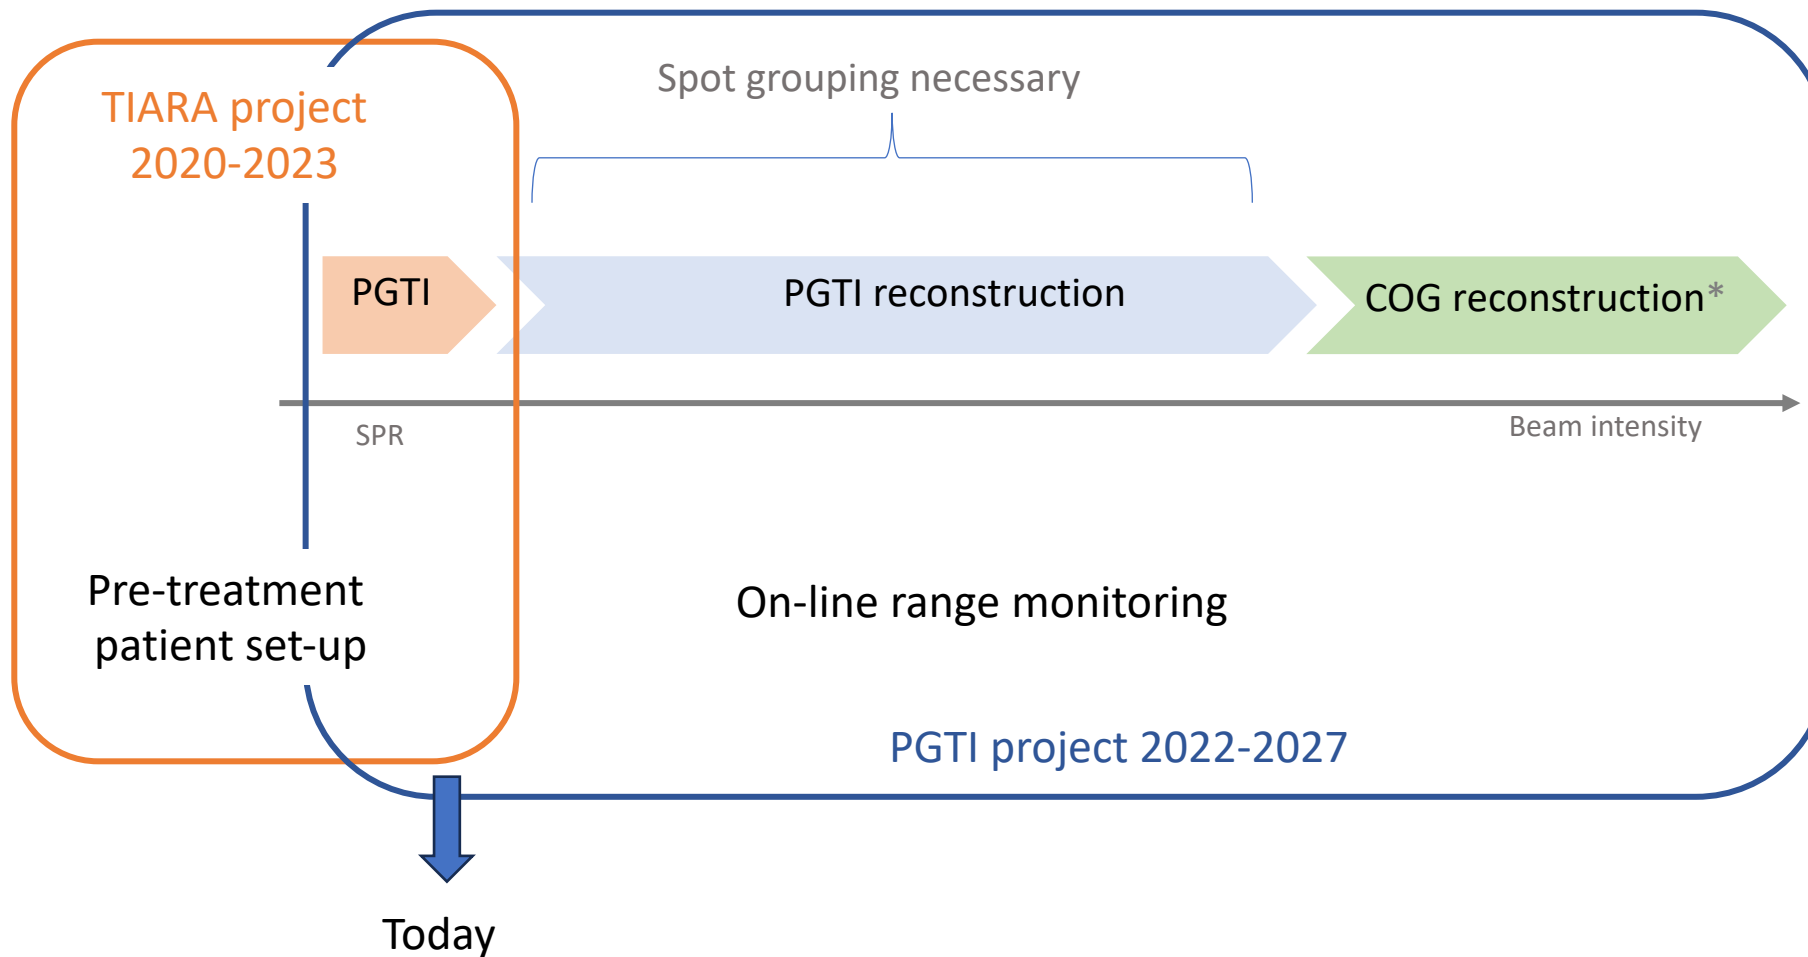 TIARA project
2020-2023
Spot grouping necessary
PGTI
PGTI reconstruction
COG reconstruction*
SPR
Beam intensity
Pre-treatment
patient set-up
On-line range monitoring
PGTI project 2022-2027
Today